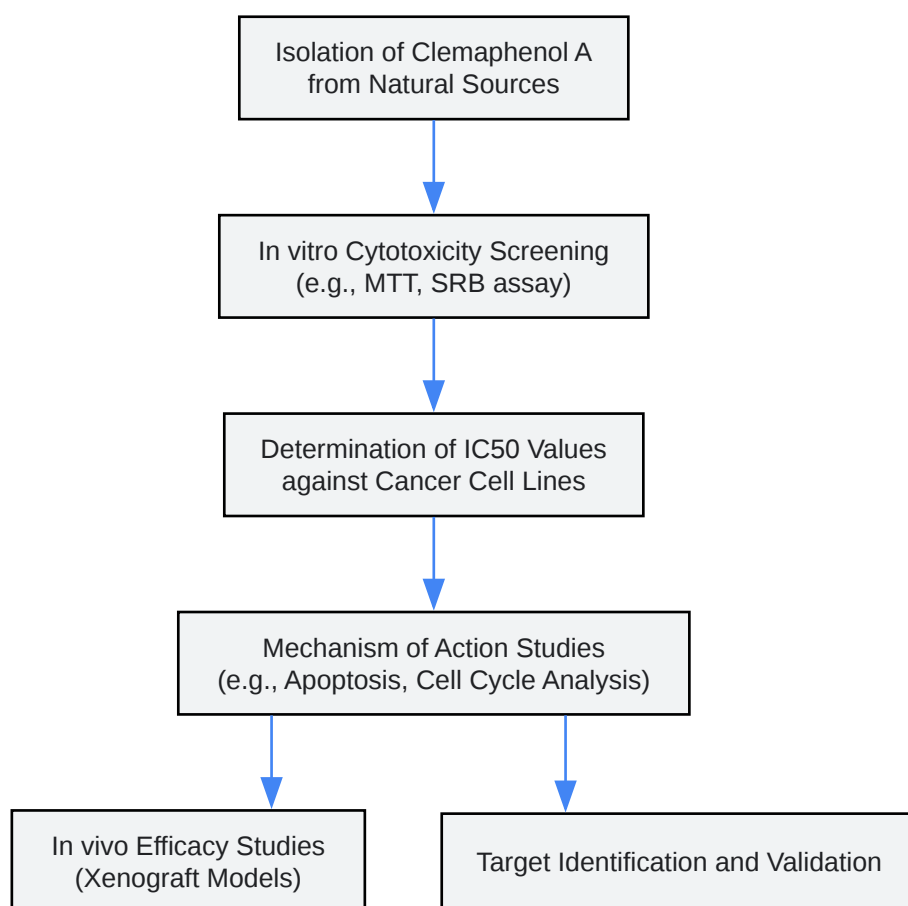 Isolation of Clemaphenol A
from Natural Sources
In vitro Cytotoxicity Screening
(e.g., MTT, SRB assay)
Determination of IC50 Values
against Cancer Cell Lines
Mechanism of Action Studies
(e.g., Apoptosis, Cell Cycle Analysis)
In vivo Efficacy Studies
(Xenograft Models)
Target Identification and Validation